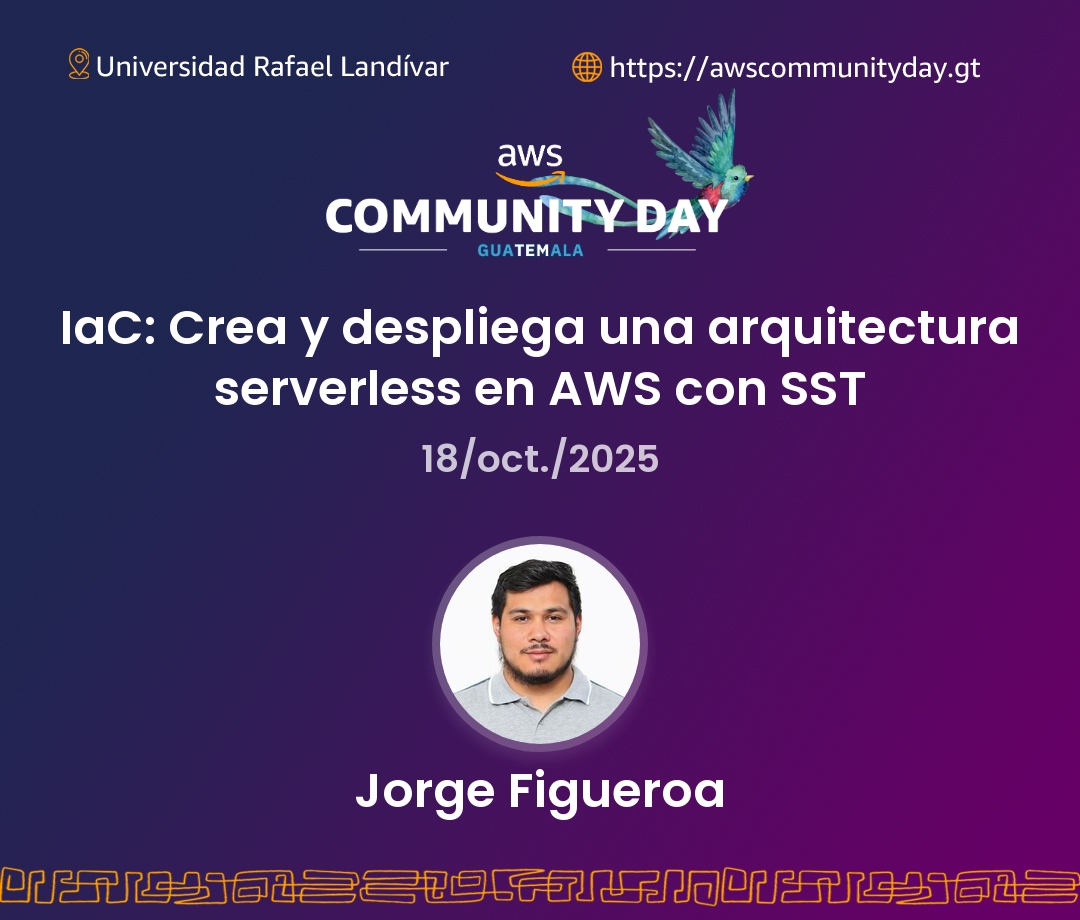 Universidad Rafael Landívar
https://awscommunityday.gt
aws
COMMUNITY DAY
GUATEMALA
IaC: Crea y despliega una arquitectura
serverless en AWS con SST
18/oct./2025
Jorge Figueroa